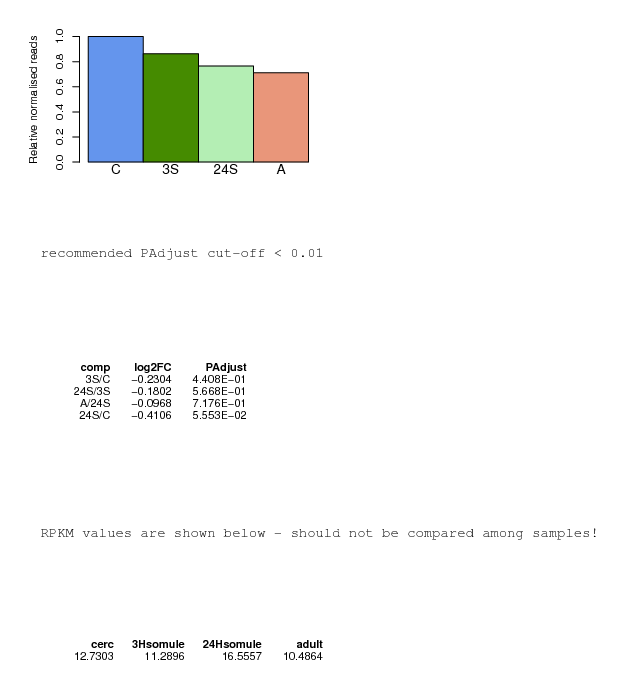 Relative normalised reads
1.0
0.8
0.6
0.4
0.2
0.0
C 3S 24S A
recommended PAdjust cut-off < 0.01
comp log2FC PAdjust
3S/C −0.2304 4.408E−01
24S/3S −0.1802 5.668E−01
A/24S −0.0968 7.176E−01
24S/C −0.4106 5.553E−02
RPKM values are shown below - should not be compared among samples!
cerc 3Hsomule 24Hsomule adult
12.7303 11.2896 16.5557 10.4864